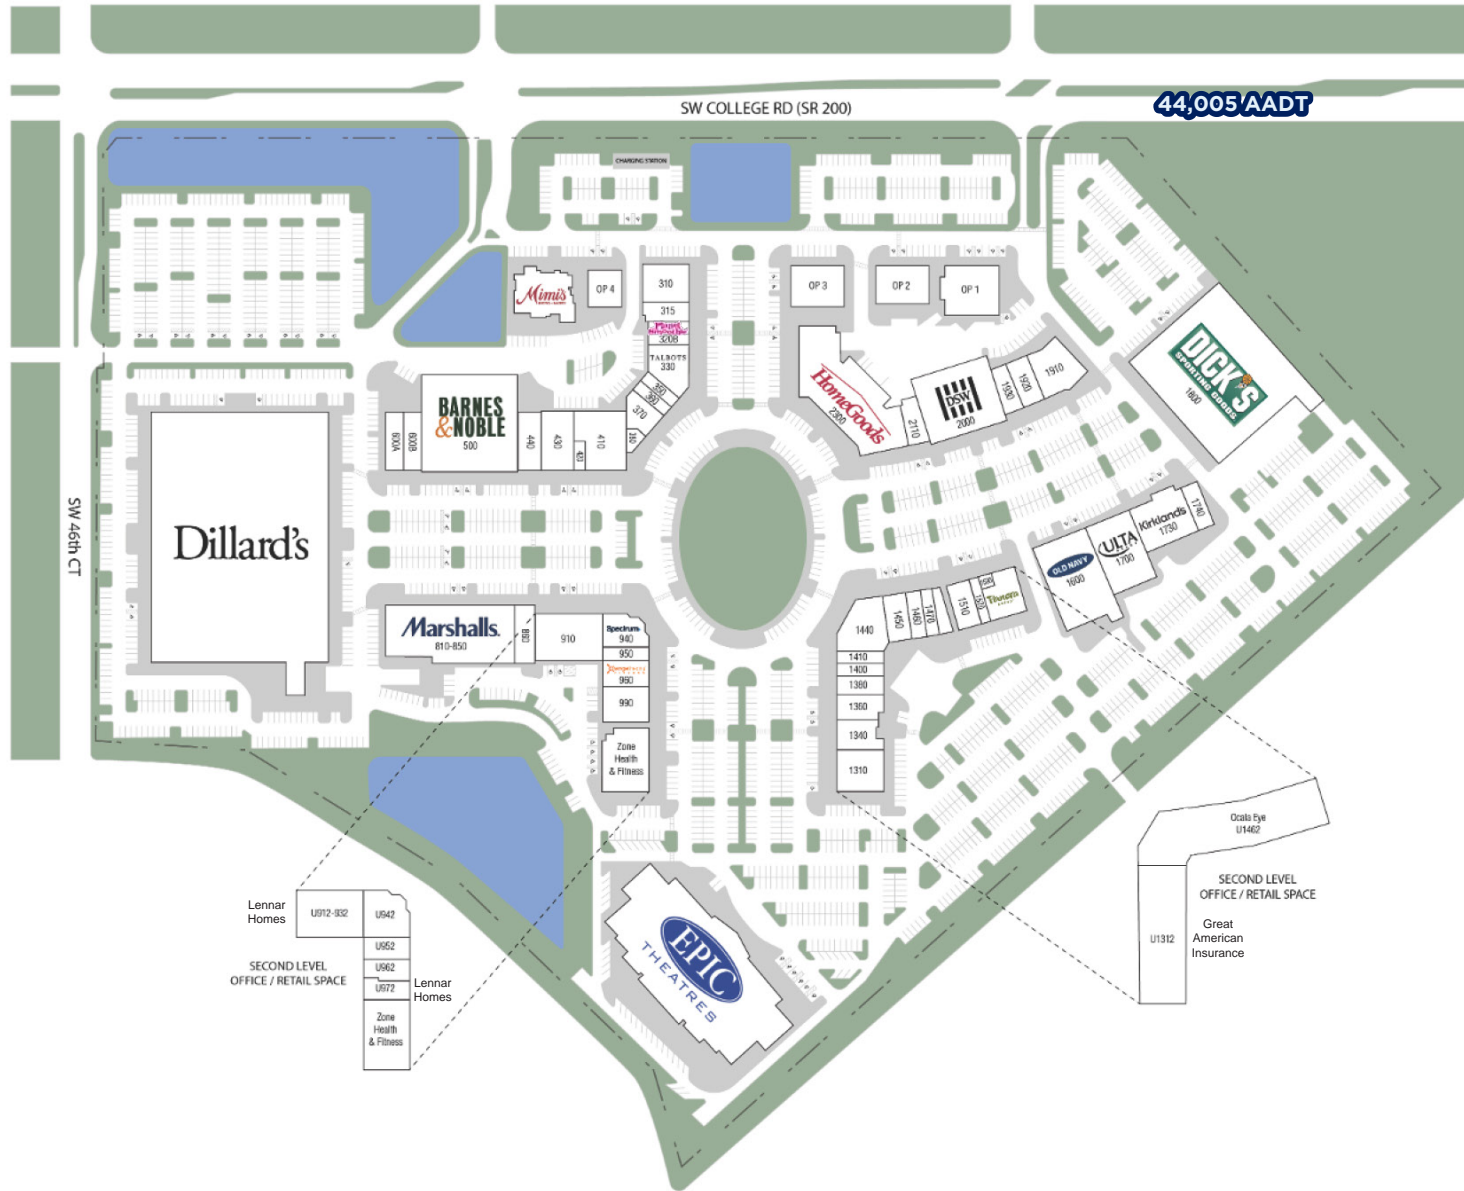 SW COLLEGE RD (SR 200)
44,005 AADT
CHARGING STATION
Mimi's
OP 4
310
315
320B
TALBOTS
330
350
360
370
380
OP 3
OP 2
OP 1
DICK'S
SPORTING GOODS
1800
HomeGoods
2300
2110
DSW
2000
1930
1920
1910
BARNES
&NOBLE
500
600A
600B
440
430
420
410
SW 46th CT
Dillard's
Kirklands
1730
1740
ULTA
1700
OLD NAVY
1600
Panera
1510
1440
1450
1460
1470
1410
1400
1380
1360
1340
1310
Marshalls.
810-850
910
Spectrum
940
950
960
990
Zone
Health
& Fitness
EPIC
THEATRES
Lennar
Homes
U912-932
U942
U952
U962
U972
Zone
Health
& Fitness
SECOND LEVEL
OFFICE / RETAIL SPACE
Lennar
Homes
Ocala Eye
U1462
SECOND LEVEL
OFFICE / RETAIL SPACE
U1312
Great
American
Insurance